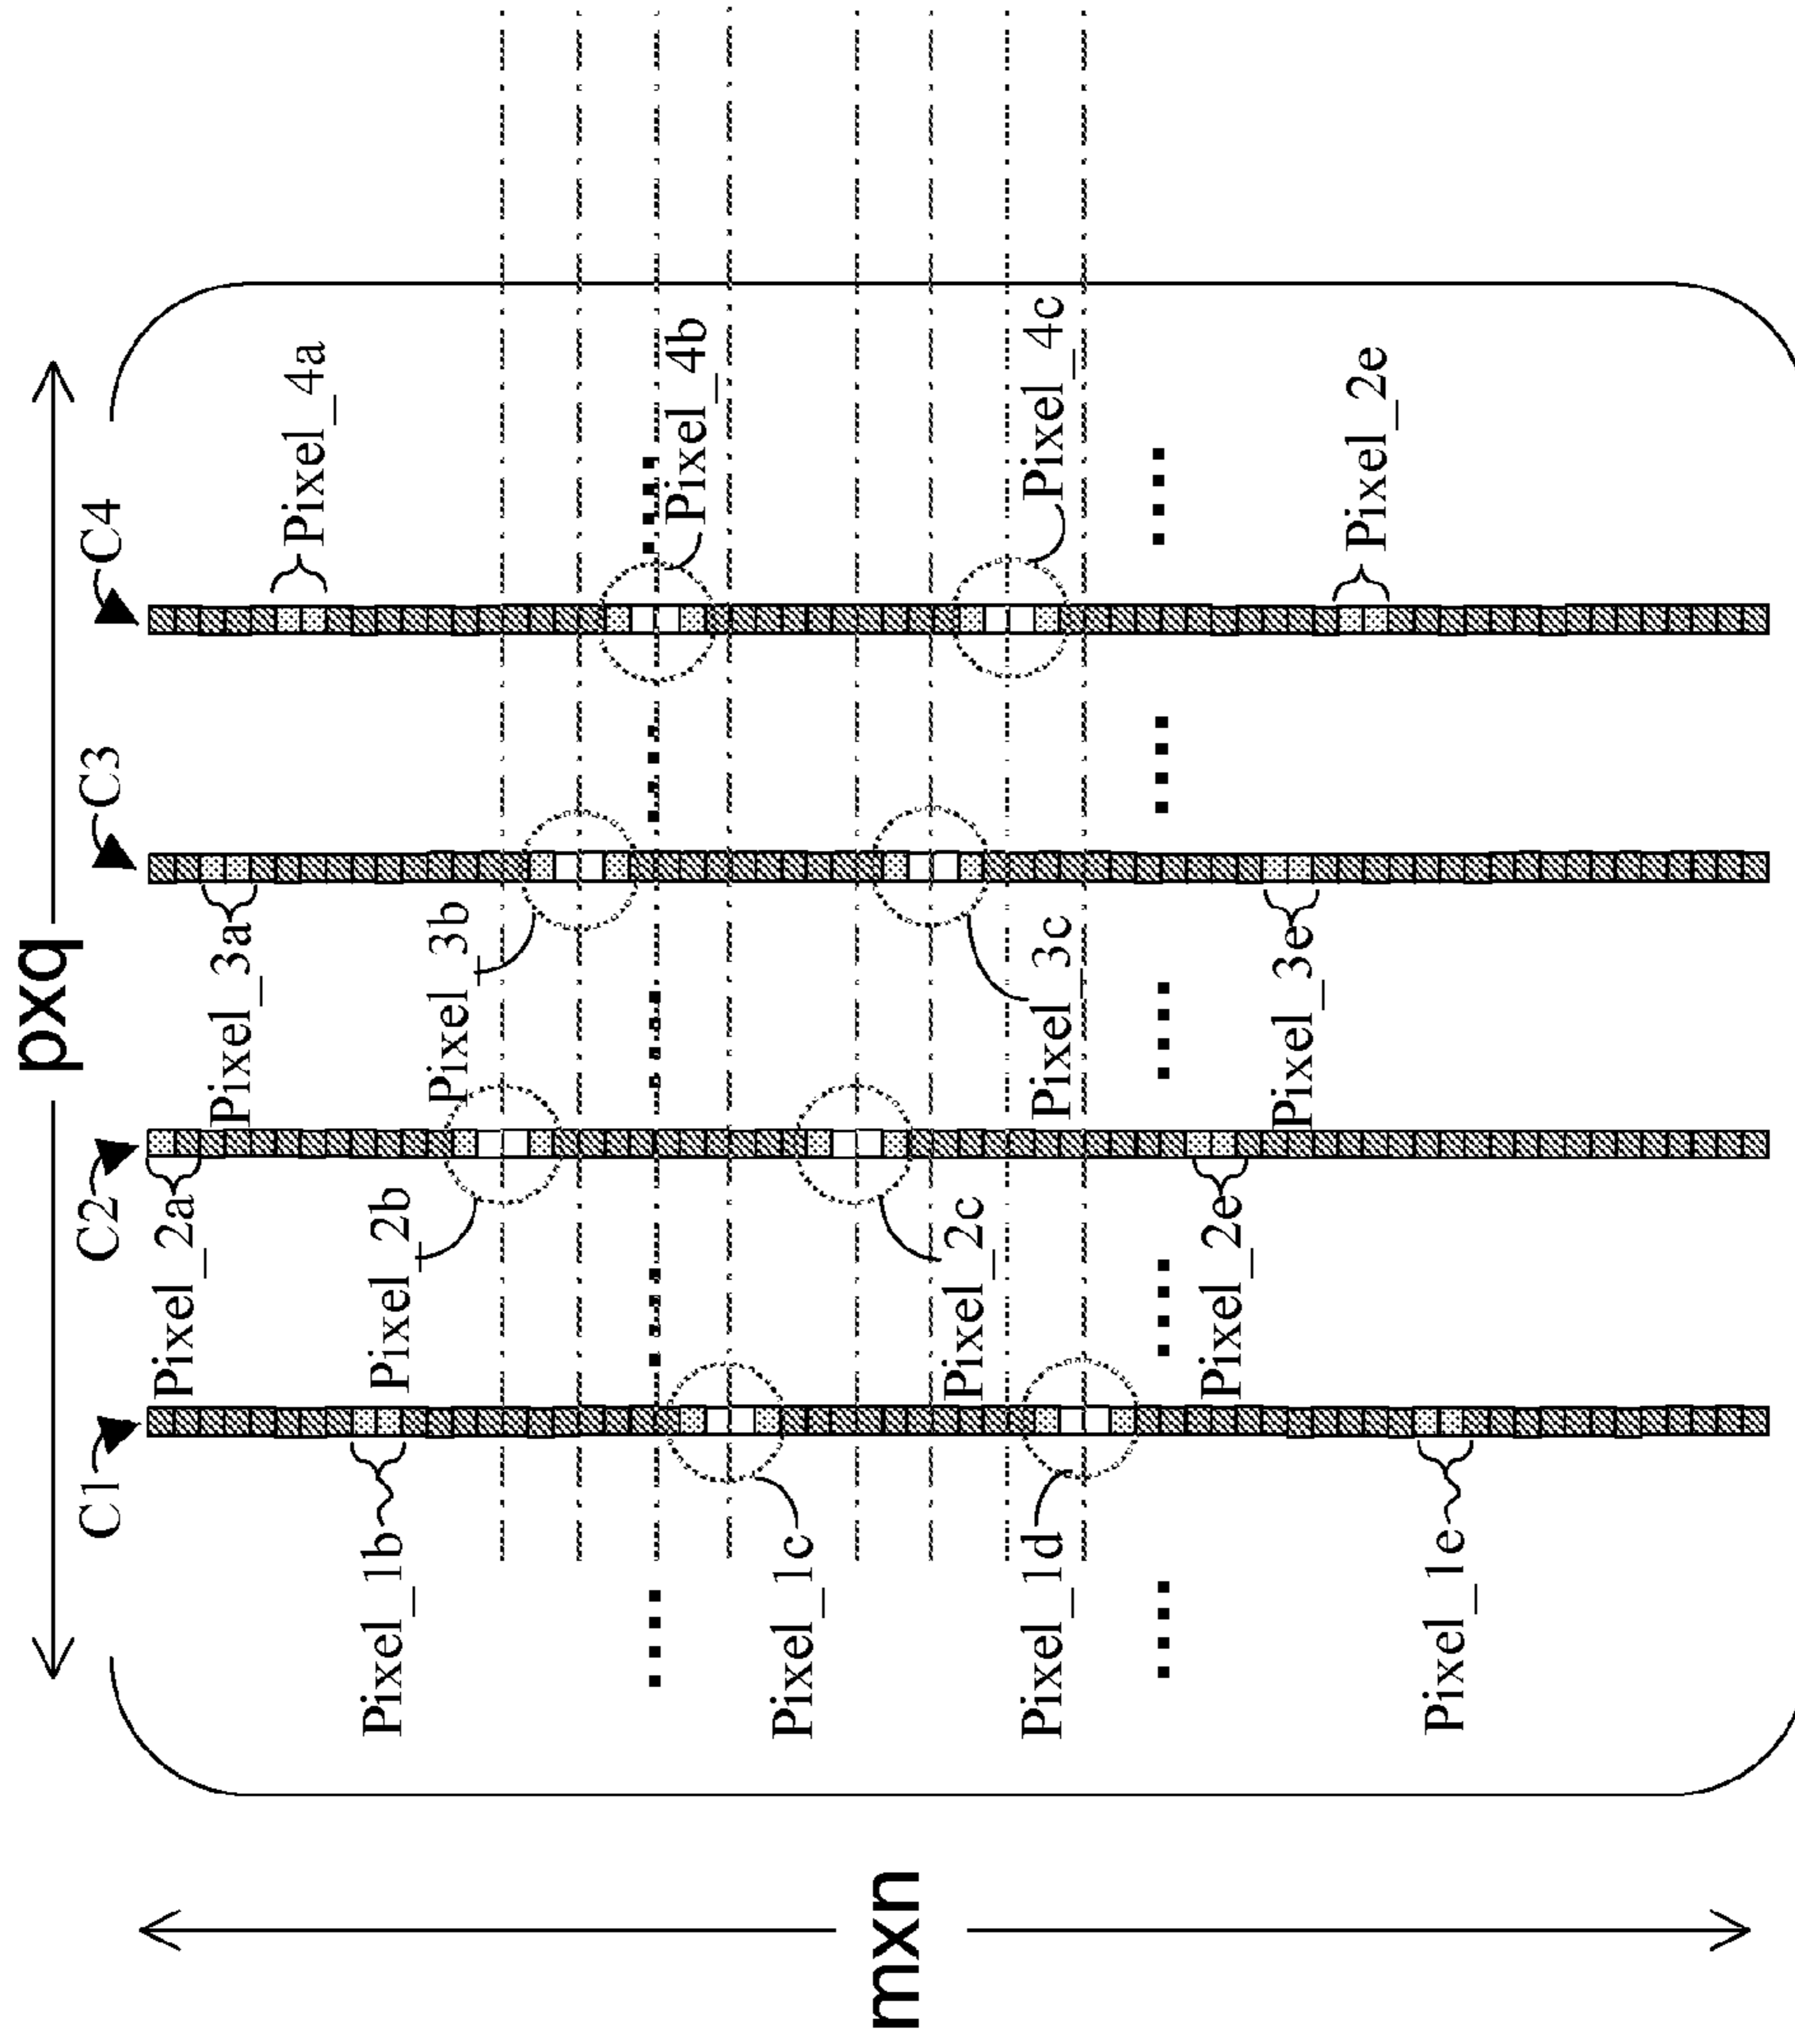 pxq
C1
C2
C3
C4
Pixel_2a
Pixel_3a
Pixel_4a
Pixel_1b
Pixel_2b
Pixel_3b
Pixel_4b
Pixel_1c
Pixel_2c
Pixel_3c
Pixel_4c
Pixel_1d
Pixel_2e
Pixel_3e
Pixel_2e
Pixel_1e
mxn